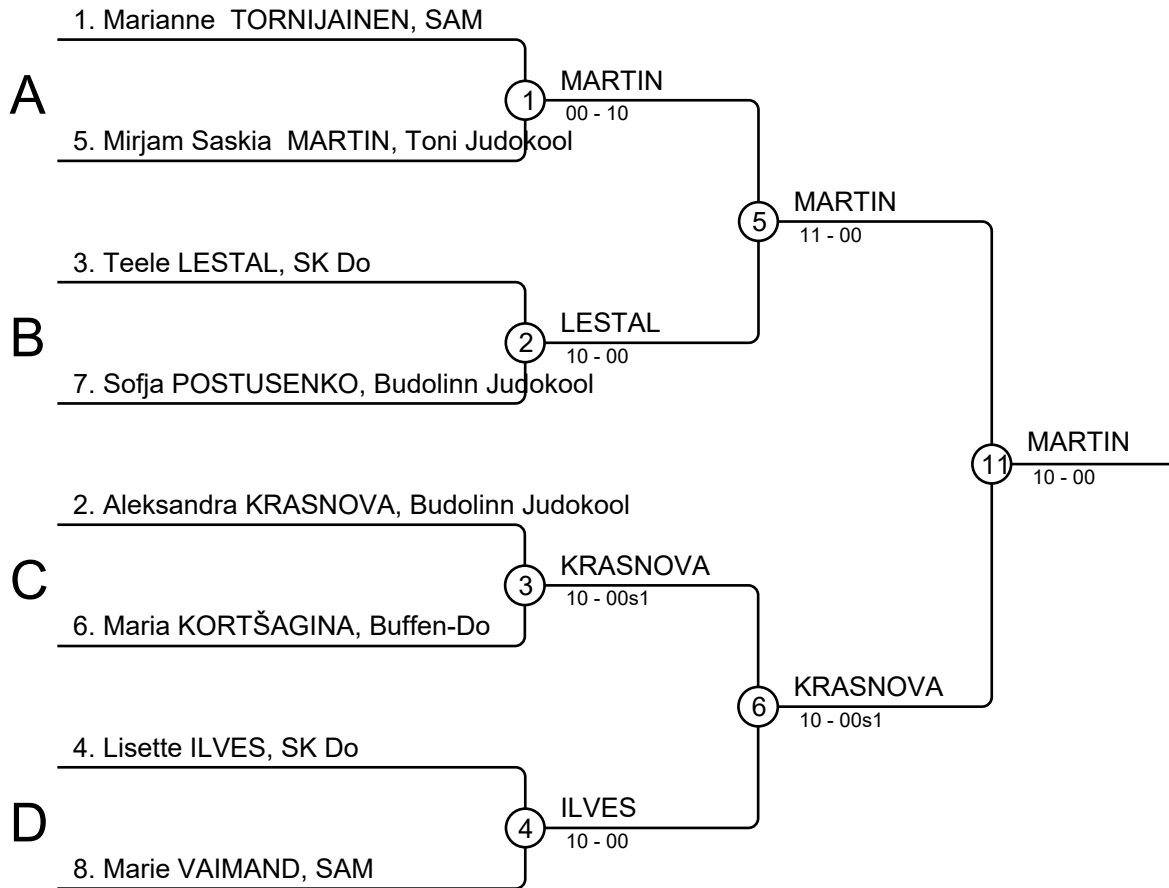 1. Marianne  TORNIJAINEN, SAM
A
1
MARTIN
00 - 10
5. Mirjam Saskia  MARTIN, Toni Judokool
5
MARTIN
11 - 00
3. Teele LESTAL, SK Do
B
2
LESTAL
10 - 00
7. Sofja POSTUSENKO, Budolinn Judokool
11
MARTIN
10 - 00
2. Aleksandra KRASNOVA, Budolinn Judokool
C
3
KRASNOVA
10 - 00s1
6. Maria KORTŠAGINA, Buffen-Do
6
KRASNOVA
10 - 00s1
4. Lisette ILVES, SK Do
D
4
ILVES
10 - 00
8. Marie VAIMAND, SAM